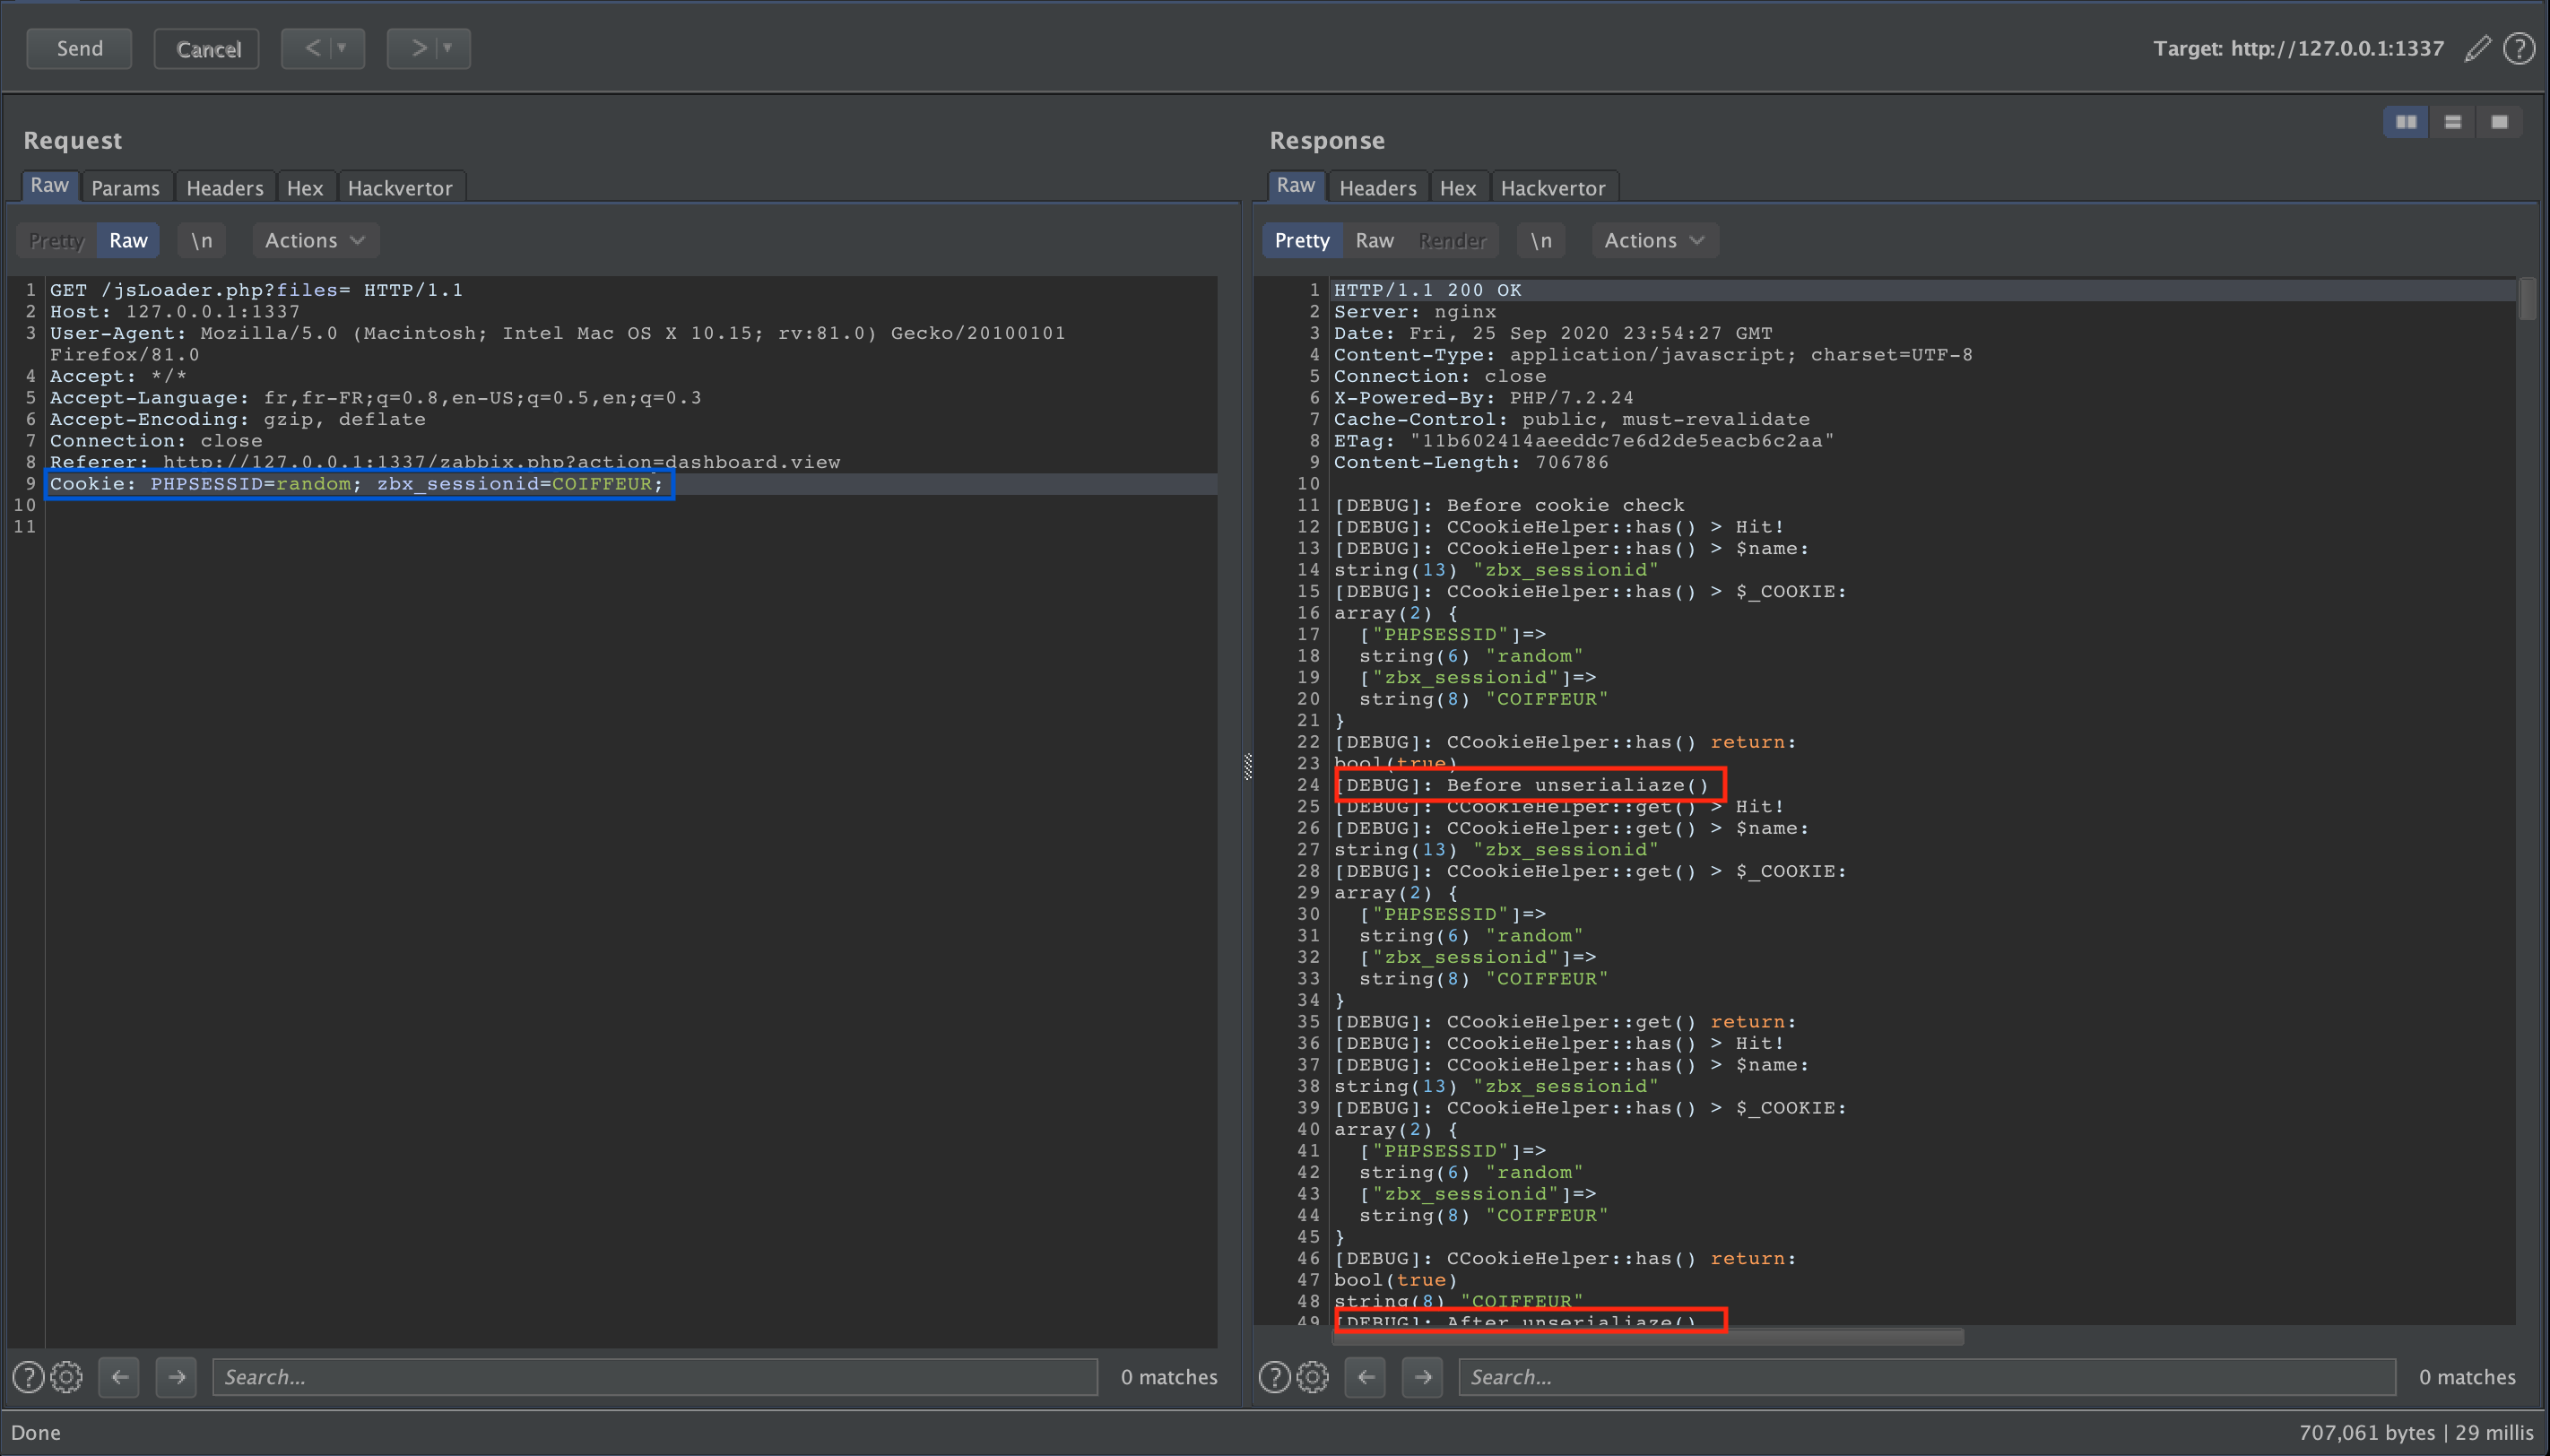 Send
Cancel
Target: http://127.0.0.1:1337
Request
Raw Params Headers Hex Hackvertor
Pretty Raw \n Actions
1 GET /jsLoader.php?files= HTTP/1.1
2 Host: 127.0.0.1:1337
3 User-Agent: Mozilla/5.0 (Macintosh; Intel Mac OS X 10.15; rv:81.0) Gecko/20100101
Firefox/81.0
4 Accept: */*
5 Accept-Language: fr,fr-FR;q=0.8,en-US;q=0.5,en;q=0.3
6 Accept-Encoding: gzip, deflate
7 Connection: close
8 Referer: http://127.0.0.1:1337/zabbix.php?action=dashboard.view
9 Cookie: PHPSESSID=random; zbx_sessionid=COIFFEUR;
10
11
Search...
0 matches
Response
Raw Headers Hex Hackvertor
Pretty Raw Render \n Actions
1 HTTP/1.1 200 OK
2 Server: nginx
3 Date: Fri, 25 Sep 2020 23:54:27 GMT
4 Content-Type: application/javascript; charset=UTF-8
5 Connection: close
6 X-Powered-By: PHP/7.2.24
7 Cache-Control: public, must-revalidate
8 ETag: "11b602414aeeddc7e6d2de5eacb6c2aa"
9 Content-Length: 706786
10
11 [DEBUG]: Before cookie check
12 [DEBUG]: CCookieHelper::has() > Hit!
13 [DEBUG]: CCookieHelper::has() > $name:
14 string(13) "zbx_sessionid"
15 [DEBUG]: CCookieHelper::has() > $_COOKIE:
16 array(2) {
17 ["PHPSESSID"]=>
18 string(6) "random"
19 ["zbx_sessionid"]=>
20 string(8) "COIFFEUR"
21 }
22 [DEBUG]: CCookieHelper::has() return:
23 bool(true)
24 [DEBUG]: Before unserialiaze()
25 [DEBUG]: CCookieHelper::get() > Hit!
26 [DEBUG]: CCookieHelper::get() > $name:
27 string(13) "zbx_sessionid"
28 [DEBUG]: CCookieHelper::get() > $_COOKIE:
29 array(2) {
30 ["PHPSESSID"]=>
31 string(6) "random"
32 ["zbx_sessionid"]=>
33 string(8) "COIFFEUR"
34 }
35 [DEBUG]: CCookieHelper::get() return:
36 [DEBUG]: CCookieHelper::has() > Hit!
37 [DEBUG]: CCookieHelper::has() > $name:
38 string(13) "zbx_sessionid"
39 [DEBUG]: CCookieHelper::has() > $_COOKIE:
40 array(2) {
41 ["PHPSESSID"]=>
42 string(6) "random"
43 ["zbx_sessionid"]=>
44 string(8) "COIFFEUR"
45 }
46 [DEBUG]: CCookieHelper::has() return:
47 bool(true)
48 string(8) "COIFFEUR"
49 [DEBUG]: After unserialiaze()
Search...
0 matches
Done
707,061 bytes | 29 millis